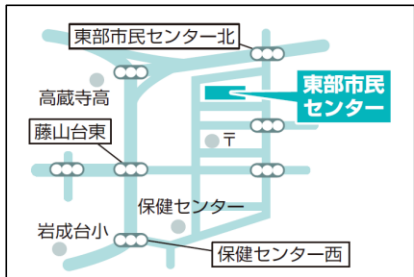 東部市民センター北
高蔵寺高
東部市民
センター
藤山台東
〒
保健センター
岩成台小
保健センター西